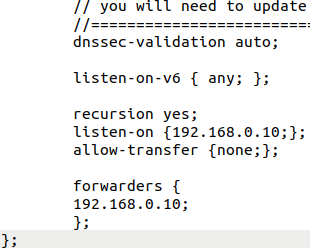 // you will need to update
//========================
dnssec-validation auto;
listen-on-v6 { any; };
recursion yes;
listen-on {192.168.0.10;};
allow-transfer {none;};
forwarders {
192.168.0.10;
};
};